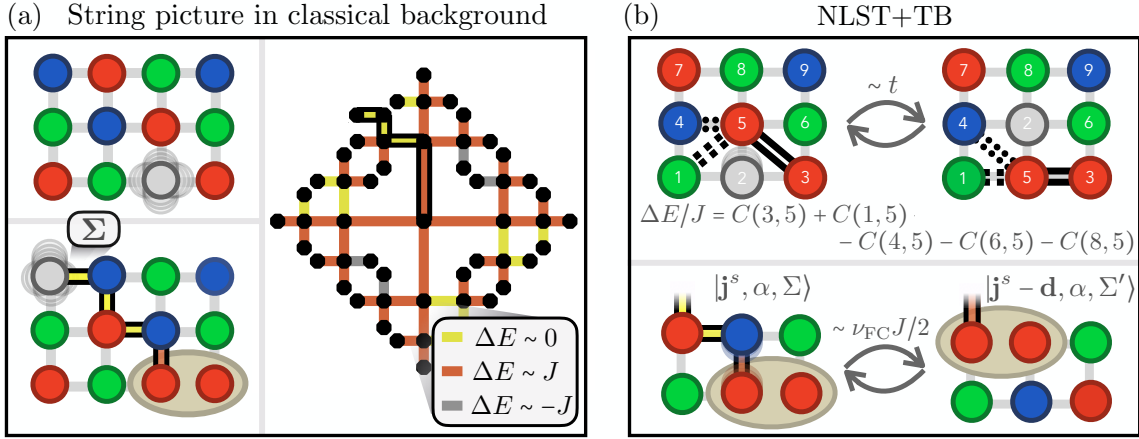 (a) String picture in classical background
Σ
ΔE ~ 0
ΔE ~ J
ΔE ~ -J
(b) NLST+TB
7 8 9
4 5 6
1 2 3
~ t
7 8 9
4 2 6
1 5 3
ΔE/J = C(3,5) + C(1,5)
- C(4,5) - C(6,5) - C(8,5)
|jˢ, α, Σ⟩
~ ν_FC J/2
|jˢ - d, α, Σ′⟩